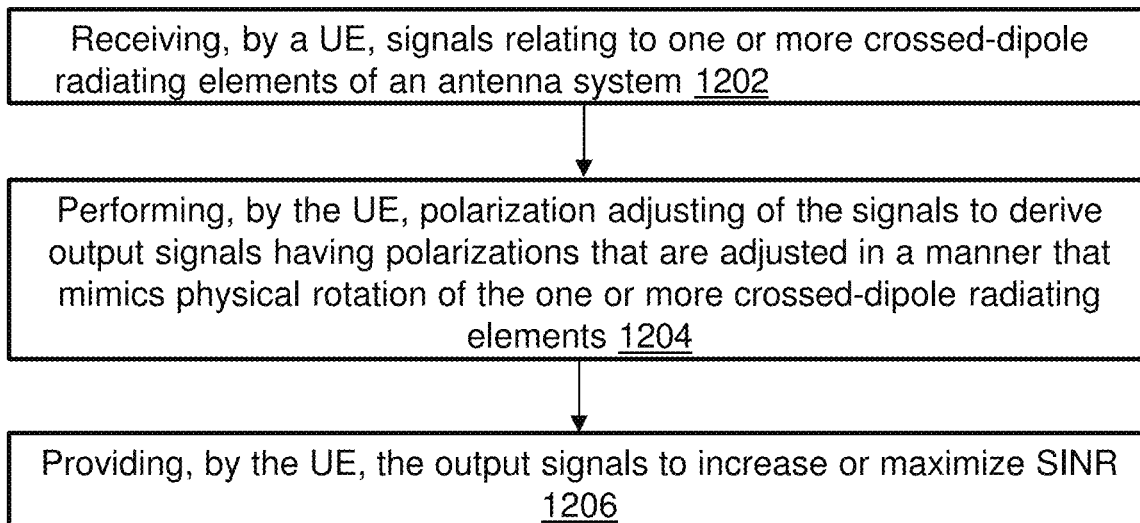 Receiving, by a UE, signals relating to one or more crossed-dipole
radiating elements of an antenna system 1202
Performing, by the UE, polarization adjusting of the signals to derive
output signals having polarizations that are adjusted in a manner that
mimics physical rotation of the one or more crossed-dipole radiating
elements 1204
Providing, by the UE, the output signals to increase or maximize SINR
1206